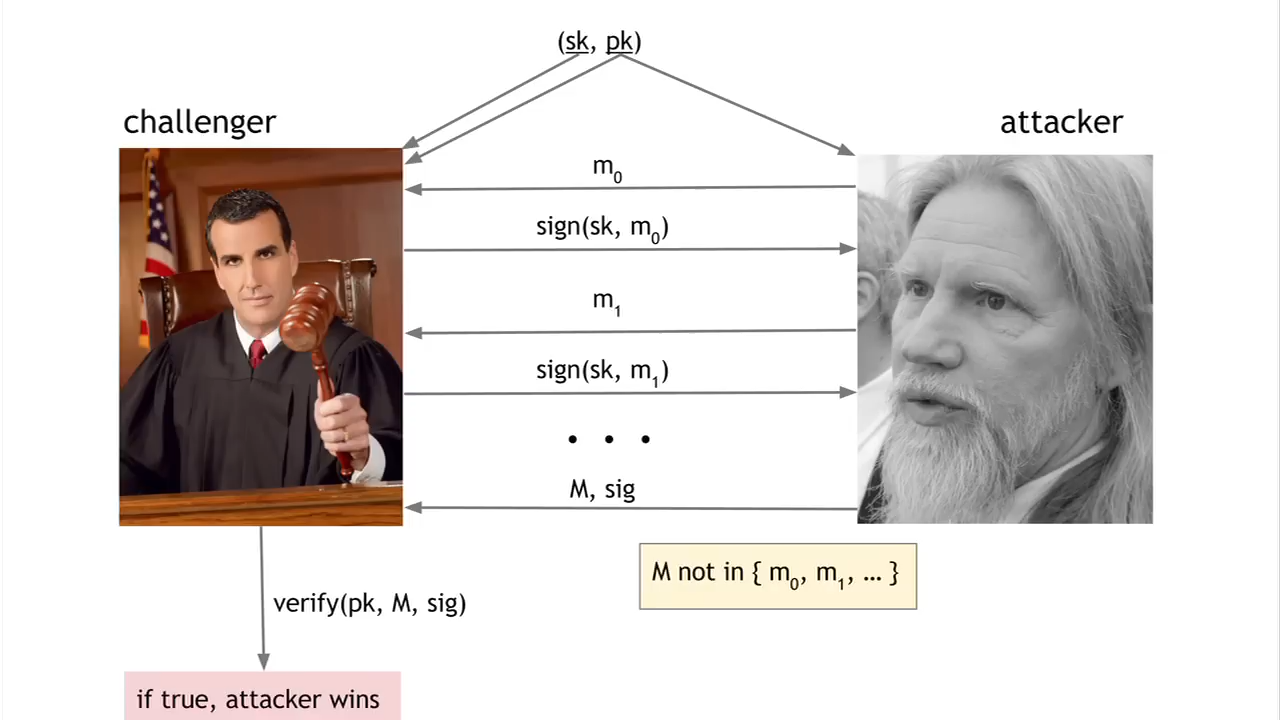 (sk, pk)
challenger
attacker
m₀
sign(sk, m₀)
m₁
sign(sk, m₁)
. . .
M, sig
M not in { m₀, m₁, ... }
verify(pk, M, sig)
if true, attacker wins